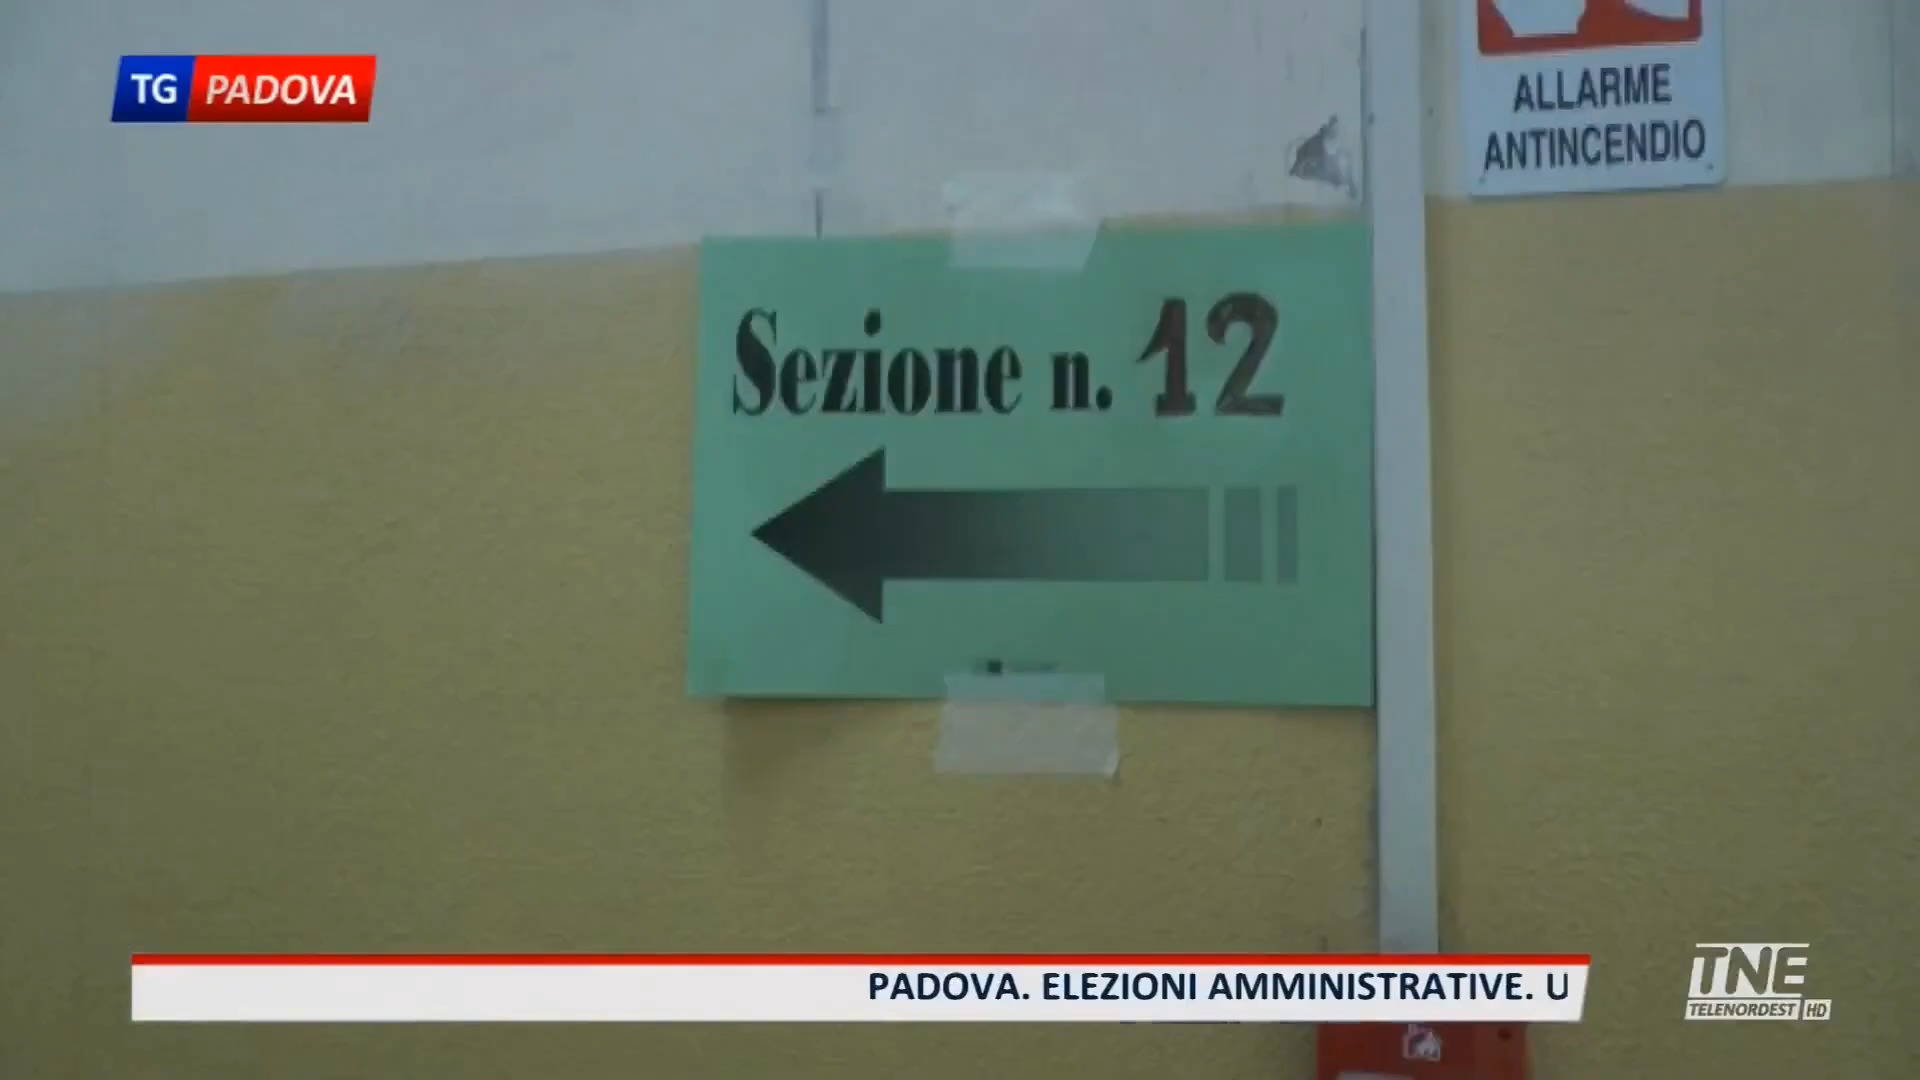 TG PADOVA
ALLARME
ANTINCENDIO
Sezione n. 12
PADOVA. ELEZIONI AMMINISTRATIVE. U
TNE
TELENORDEST HD